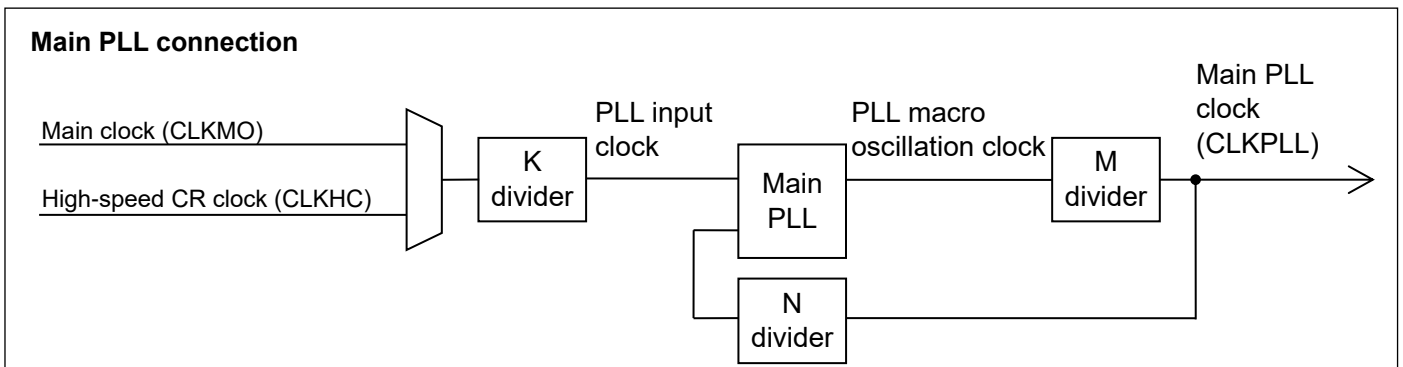 Main PLL connection
Main clock (CLKMO)
High-speed CR clock (CLKHC)
K
divider
PLL input
clock
Main
PLL
PLL macro
oscillation clock
M
divider
Main PLL
clock
(CLKPLL)
N
divider